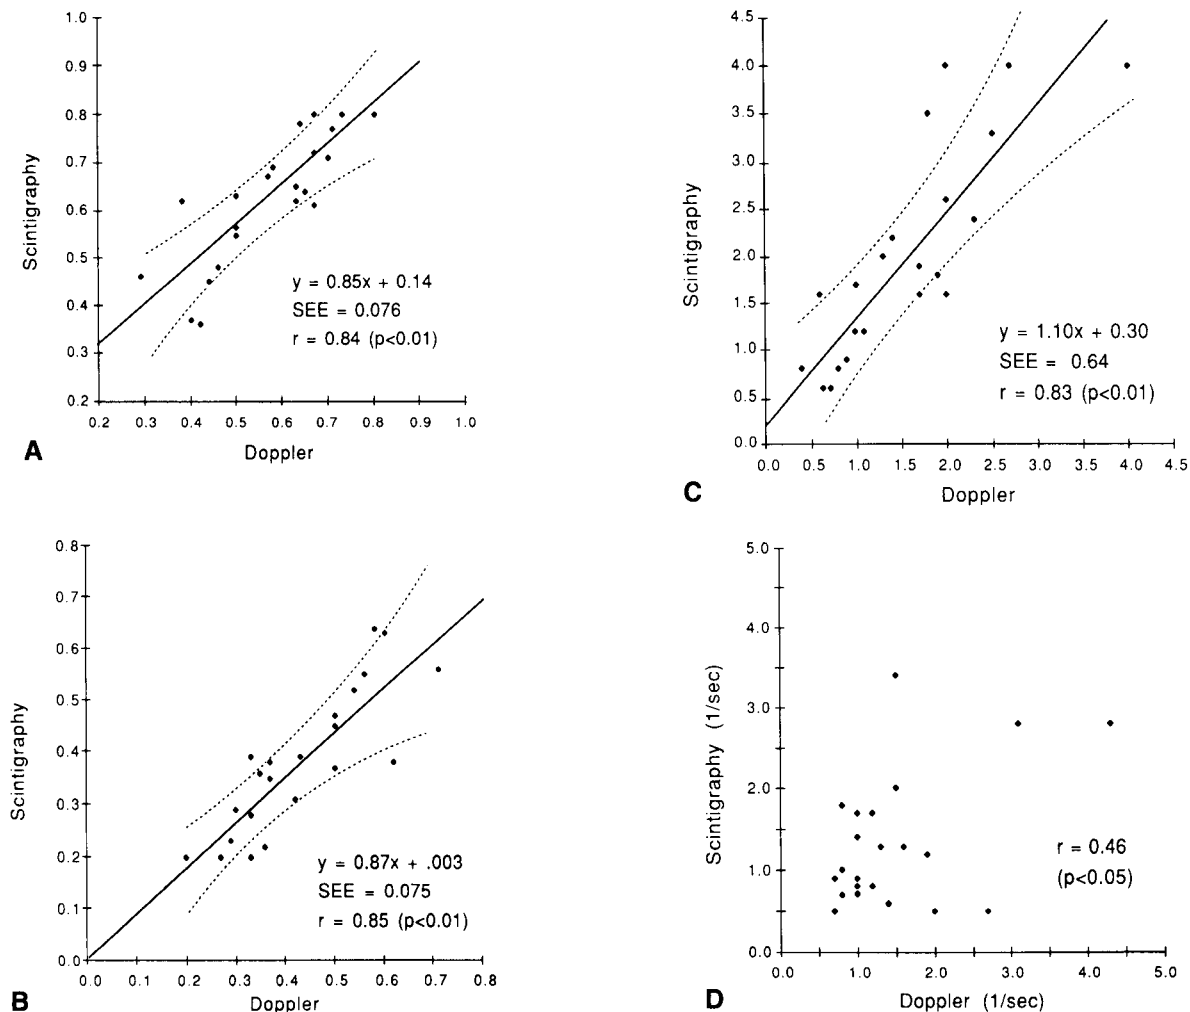 1.0
0.9
0.8
0.7
0.6
0.5
0.4
0.3
0.2
Scintigraphy
y = 0.85x + 0.14
SEE = 0.076
r = 0.84 (p<0.01)
0.2 0.3 0.4 0.5 0.6 0.7 0.8 0.9 1.0
Doppler
A
0.8
0.7
0.6
0.5
0.4
0.3
0.2
0.1
0.0
Scintigraphy
y = 0.87x + .003
SEE = 0.075
r = 0.85 (p<0.01)
0.0 0.1 0.2 0.3 0.4 0.5 0.6 0.7 0.8
Doppler
B
4.5
4.0
3.5
3.0
2.5
2.0
1.5
1.0
0.5
0.0
Scintigraphy
y = 1.10x + 0.30
SEE = 0.64
r = 0.83 (p<0.01)
0.0 0.5 1.0 1.5 2.0 2.5 3.0 3.5 4.0 4.5
Doppler
C
5.0
4.0
3.0
2.0
1.0
0.0
Scintigraphy (1/sec)
r = 0.46
(p<0.05)
0.0 1.0 2.0 3.0 4.0 5.0
Doppler (1/sec)
D